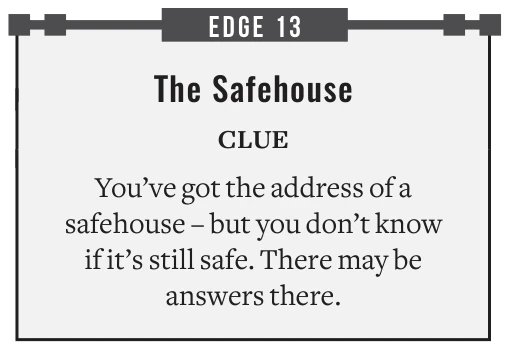 EDGE 13
The Safehouse
CLUE
You’ve got the address of a
safehouse – but you don’t know
if it’s still safe. There may be
answers there.